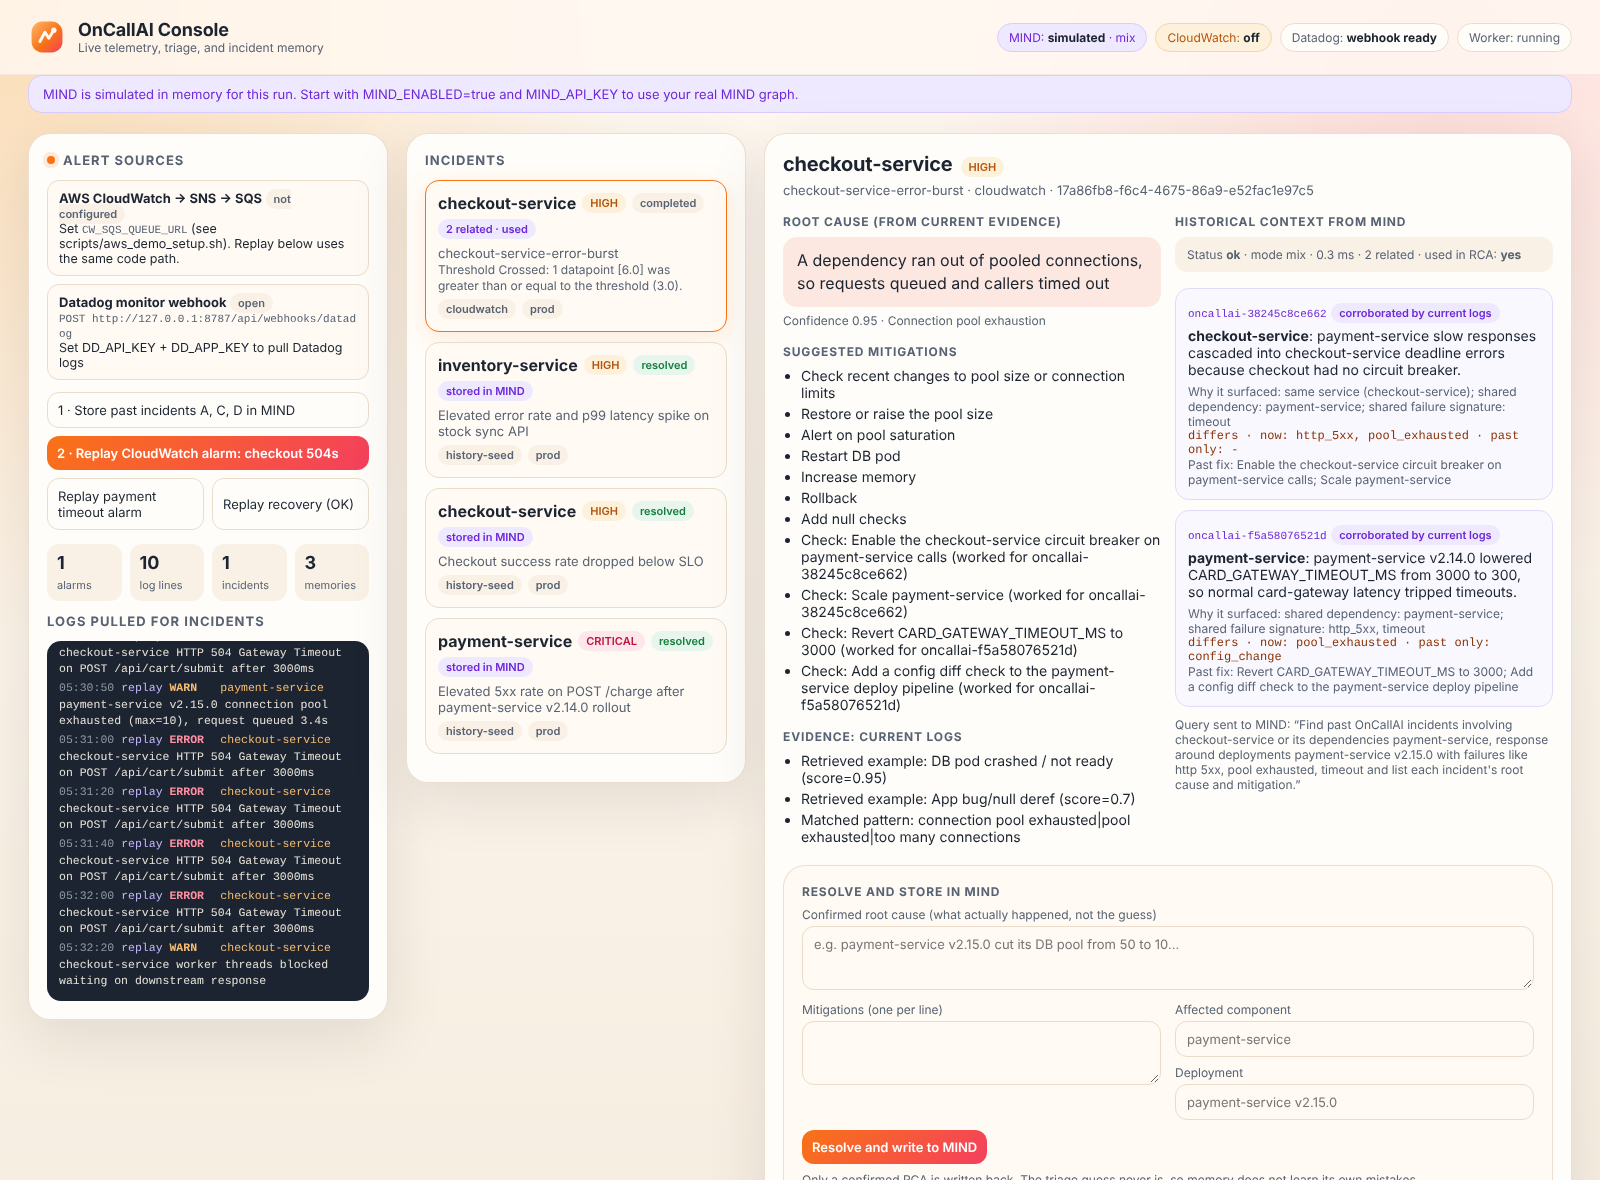 OnCallAI Console
Live telemetry, triage, and incident memory
MIND: simulated · mix
CloudWatch: off
Datadog: webhook ready
Worker: running
MIND is simulated in memory for this run. Start with MIND_ENABLED=true and MIND_API_KEY to use your real MIND graph.
ALERT SOURCES
AWS CloudWatch → SNS → SQS not
configured
Set CW_SQS_QUEUE_URL (see
scripts/aws_demo_setup.sh). Replay below uses
the same code path.
Datadog monitor webhook open
POST http://127.0.0.1:8787/api/webhooks/datad
og
Set DD_API_KEY + DD_APP_KEY to pull Datadog
logs
1 · Store past incidents A, C, D in MIND
2 · Replay CloudWatch alarm: checkout 504s
Replay payment
timeout alarm
Replay recovery (OK)
1
alarms
10
log lines
1
incidents
3
memories
LOGS PULLED FOR INCIDENTS
checkout-service HTTP 504 Gateway Timeout
on POST /api/cart/submit after 3000ms
05:30:50 replay WARN payment-service
payment-service v2.15.0 connection pool
exhausted (max=10), request queued 3.4s
05:31:00 replay ERROR checkout-service
checkout-service HTTP 504 Gateway Timeout
on POST /api/cart/submit after 3000ms
05:31:20 replay ERROR checkout-service
checkout-service HTTP 504 Gateway Timeout
on POST /api/cart/submit after 3000ms
05:31:40 replay ERROR checkout-service
checkout-service HTTP 504 Gateway Timeout
on POST /api/cart/submit after 3000ms
05:32:00 replay ERROR checkout-service
checkout-service HTTP 504 Gateway Timeout
on POST /api/cart/submit after 3000ms
05:32:20 replay WARN checkout-service
checkout-service worker threads blocked
waiting on downstream response
INCIDENTS
checkout-service HIGH completed
2 related · used
checkout-service-error-burst
Threshold Crossed: 1 datapoint [6.0] was
greater than or equal to the threshold (3.0).
cloudwatch prod
inventory-service HIGH resolved
stored in MIND
Elevated error rate and p99 latency spike on
stock sync API
history-seed prod
checkout-service HIGH resolved
stored in MIND
Checkout success rate dropped below SLO
history-seed prod
payment-service CRITICAL resolved
stored in MIND
Elevated 5xx rate on POST /charge after
payment-service v2.14.0 rollout
history-seed prod
checkout-service HIGH
checkout-service-error-burst · cloudwatch · 17a86fb8-f6c4-4675-86a9-e52fac1e97c5
ROOT CAUSE (FROM CURRENT EVIDENCE)
A dependency ran out of pooled connections,
so requests queued and callers timed out
Confidence 0.95 · Connection pool exhaustion
SUGGESTED MITIGATIONS
• Check recent changes to pool size or connection
limits
• Restore or raise the pool size
• Alert on pool saturation
• Restart DB pod
• Increase memory
• Rollback
• Add null checks
• Check: Enable the checkout-service circuit breaker on
payment-service calls (worked for oncallai-
38245c8ce662)
• Check: Scale payment-service (worked for oncallai-
38245c8ce662)
• Check: Revert CARD_GATEWAY_TIMEOUT_MS to
3000 (worked for oncallai-f5a58076521d)
• Check: Add a config diff check to the payment-
service deploy pipeline (worked for oncallai-
f5a58076521d)
EVIDENCE: CURRENT LOGS
• Retrieved example: DB pod crashed / not ready
(score=0.95)
• Retrieved example: App bug/null deref (score=0.7)
• Matched pattern: connection pool exhausted|pool
exhausted|too many connections
HISTORICAL CONTEXT FROM MIND
Status ok · mode mix · 0.3 ms · 2 related · used in RCA: yes
oncallai-38245c8ce662 corroborated by current logs
checkout-service: payment-service slow responses
cascaded into checkout-service deadline errors
because checkout had no circuit breaker.
Why it surfaced: same service (checkout-service); shared
dependency: payment-service; shared failure signature:
timeout
differs · now: http_5xx, pool_exhausted · past
only: -
Past fix: Enable the checkout-service circuit breaker on
payment-service calls; Scale payment-service
oncallai-f5a58076521d corroborated by current logs
payment-service: payment-service v2.14.0 lowered
CARD_GATEWAY_TIMEOUT_MS from 3000 to 300,
so normal card-gateway latency tripped timeouts.
Why it surfaced: shared dependency: payment-service;
shared failure signature: http_5xx, timeout
differs · now: pool_exhausted · past only:
config_change
Past fix: Revert CARD_GATEWAY_TIMEOUT_MS to 3000; Add
a config diff check to the payment-service deploy pipeline
Query sent to MIND: “Find past OnCallAI incidents involving
checkout-service or its dependencies payment-service, response
around deployments payment-service v2.15.0 with failures like
http 5xx, pool exhausted, timeout and list each incident's root
cause and mitigation.”
RESOLVE AND STORE IN MIND
Confirmed root cause (what actually happened, not the guess)
e.g. payment-service v2.15.0 cut its DB pool from 50 to 10...
Mitigations (one per line)
Affected component
payment-service
Deployment
payment-service v2.15.0
Resolve and write to MIND
Only a confirmed RCA is written back. The triage guess never is, so memory does not learn its own mistakes.